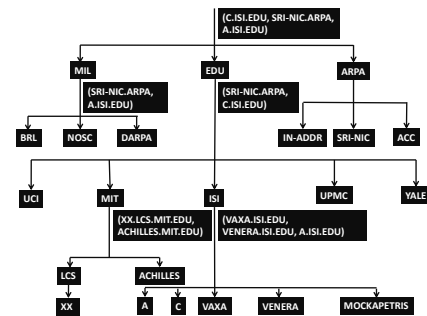 (C.ISI.EDU, SRI-NIC.ARPA,
A.ISI.EDU)
MIL
EDU
ARPA
(SRI-NIC.ARPA,
A.ISI.EDU)
(SRI-NIC.ARPA,
C.ISI.EDU)
BRL
NOSC
DARPA
IN-ADDR
SRI-NIC
ACC
UCI
MIT
ISI
UPMC
YALE
(XX.LCS.MIT.EDU,
ACHILLES.MIT.EDU)
(VAXA.ISI.EDU,
VENERA.ISI.EDU, A.ISI.EDU)
LCS
ACHILLES
XX
A
C
VAXA
VENERA
MOCKAPETRIS